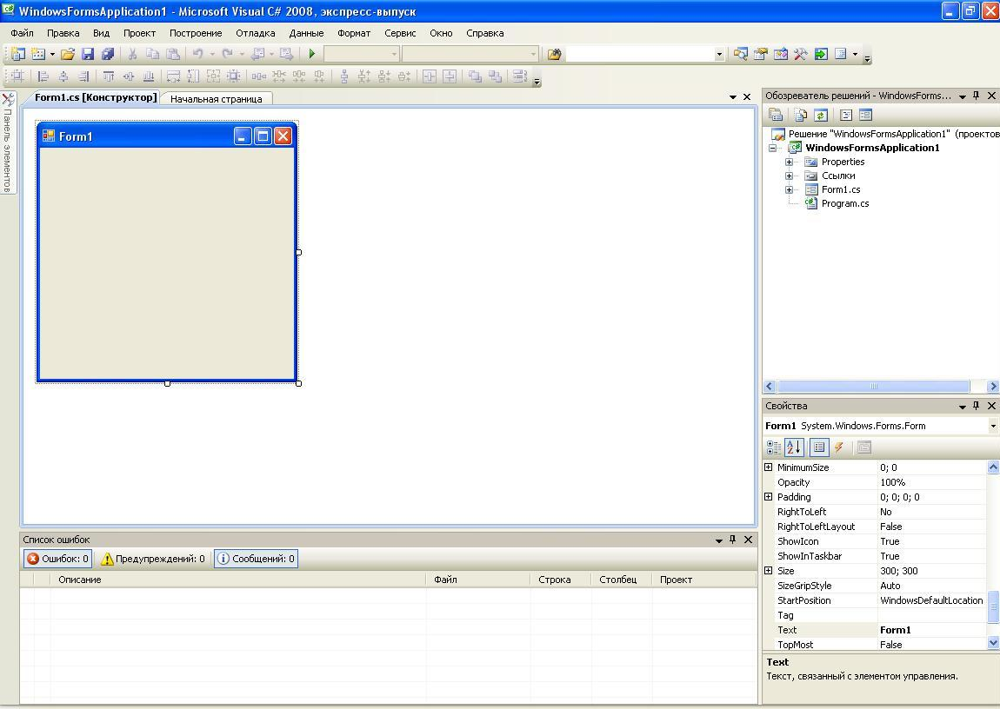 WindowsFormsApplication1 - Microsoft Visual C# 2008, экспресс-выпуск
Файл Правка Вид Проект Построение Отладка Данные Формат Сервис Окно Справка
Панель элементов
Form1.cs [Конструктор] Начальная страница
Form1
Обозреватель решений - WindowsForms...
Решение "WindowsFormsApplication1" (проектов
WindowsFormsApplication1
Properties
Ссылки
Form1.cs
Program.cs
Свойства
Form1 System.Windows.Forms.Form
MinimumSize 0; 0
Opacity 100%
Padding 0; 0; 0; 0
RightToLeft No
RightToLeftLayout False
ShowIcon True
ShowInTaskbar True
Size 300; 300
SizeGripStyle Auto
StartPosition WindowsDefaultLocation
Tag
Text Form1
TopMost False
Text
Текст, связанный с элементом управления.
Список ошибок
Ошибок: 0 Предупреждений: 0 Сообщений: 0
Описание Файл Строка Столбец Проект